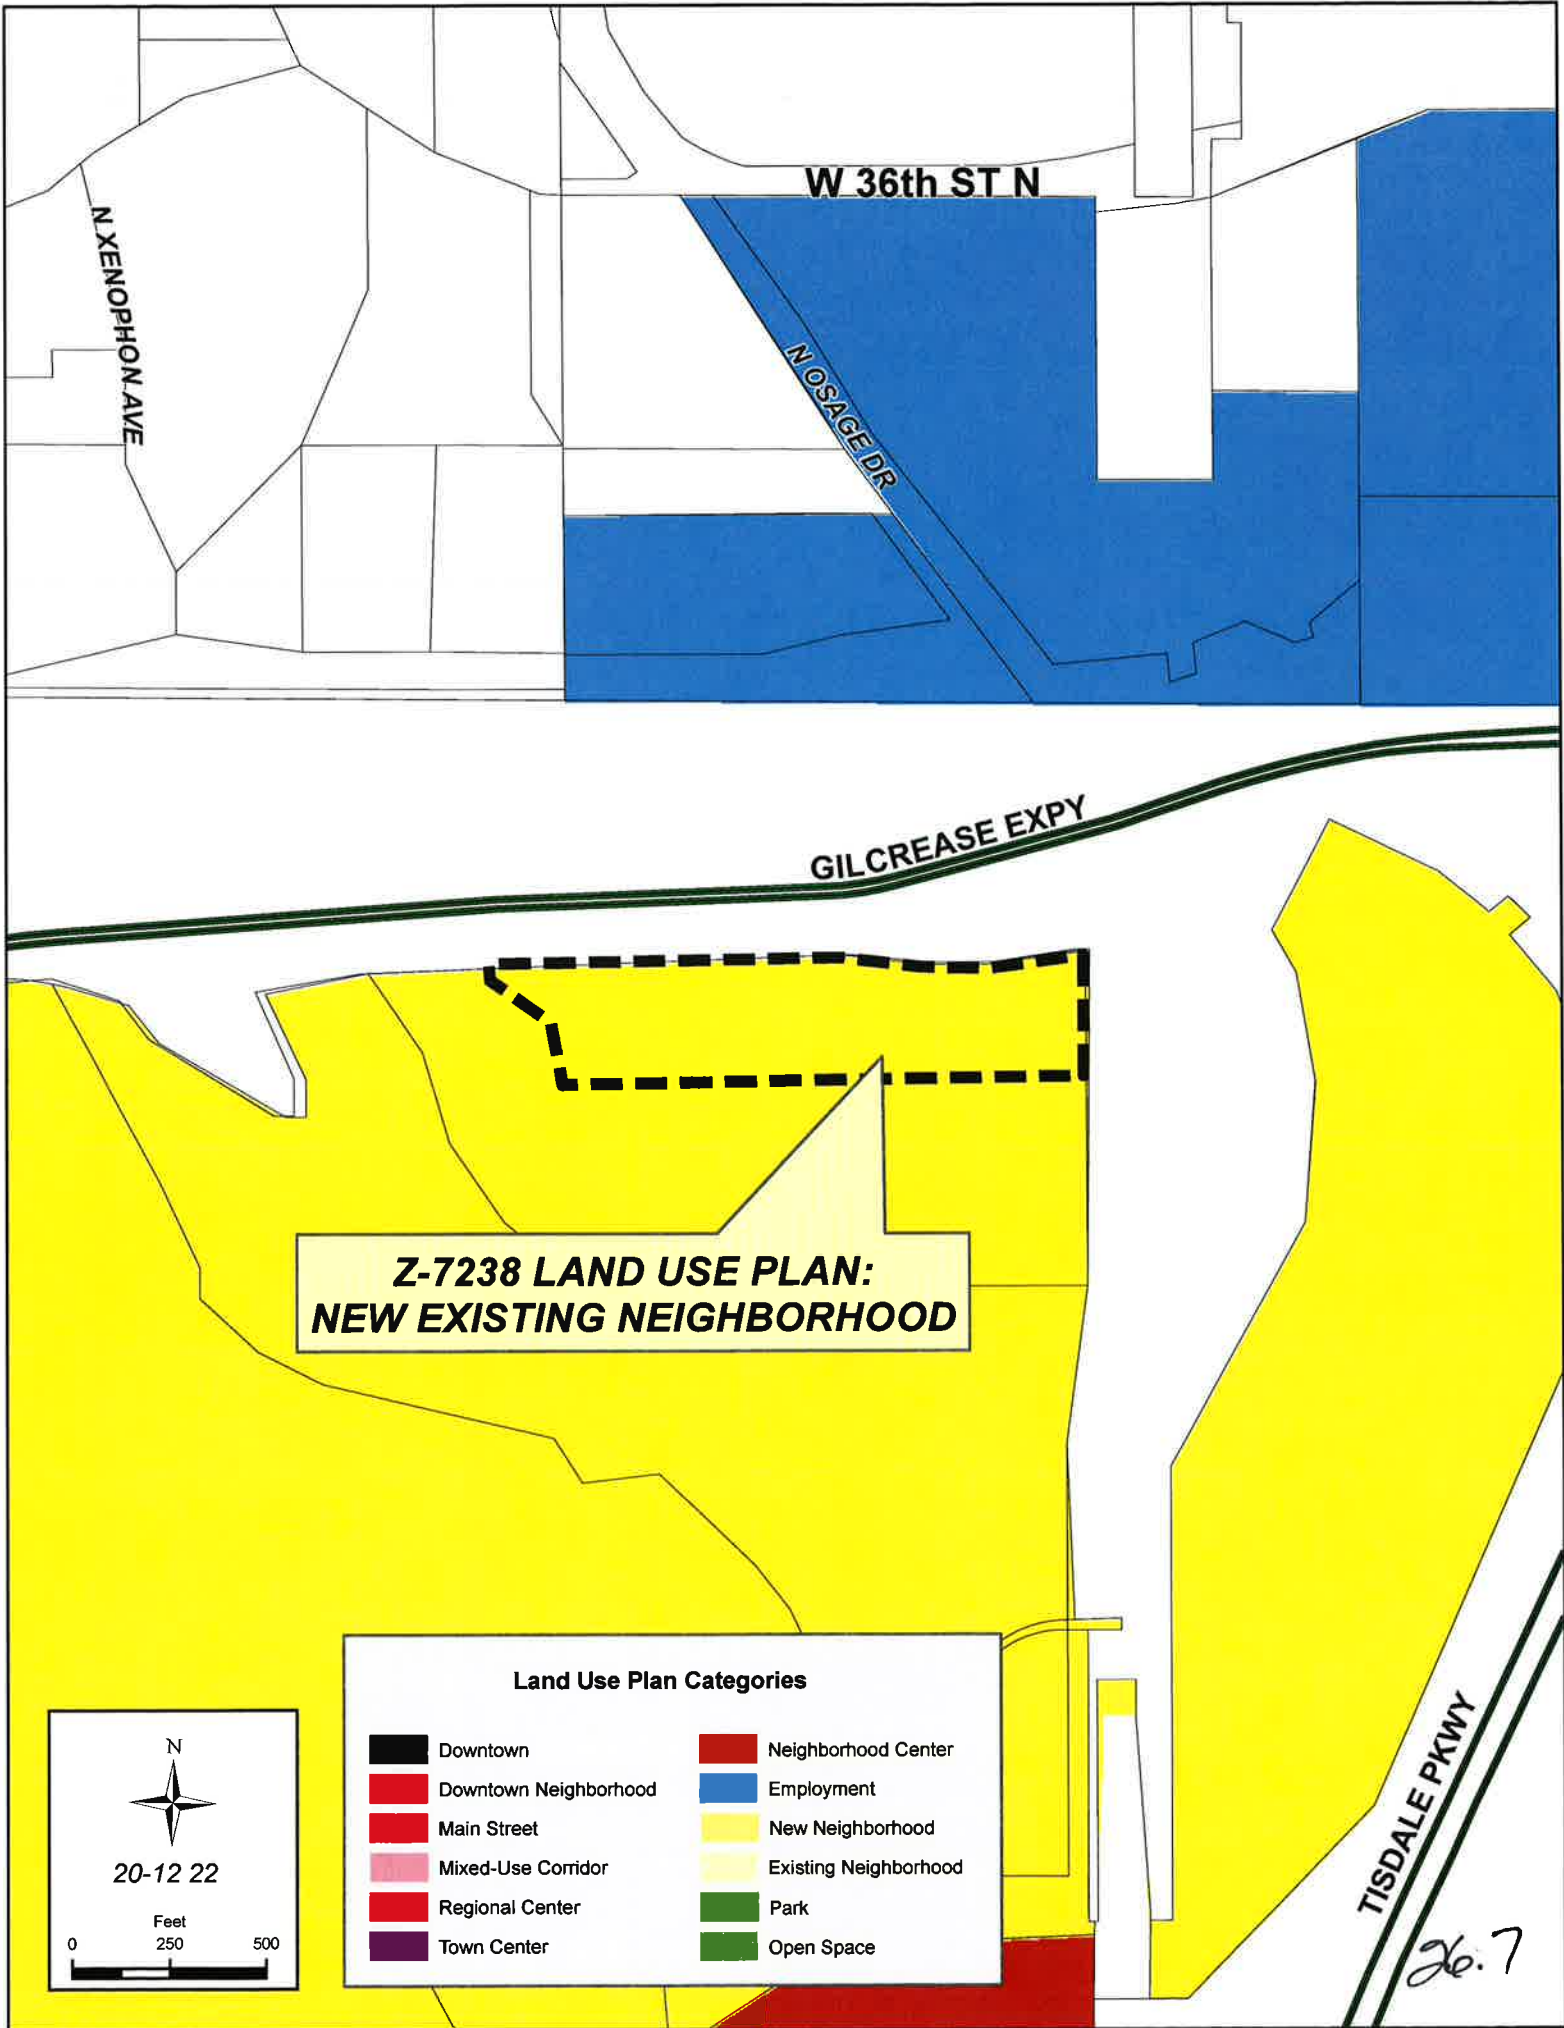 W 36th ST N
N XENOPHON AVE
N OSAGE DR
GILCREASE EXPY
Z-7238 LAND USE PLAN:
NEW EXISTING NEIGHBORHOOD
Land Use Plan Categories
Downtown
Downtown Neighborhood
Main Street
Mixed-Use Corridor
Regional Center
Town Center
Neighborhood Center
Employment
New Neighborhood
Existing Neighborhood
Park
Open Space
N
20-12 22
Feet
0 250 500
TISDALE PKWY
26.7